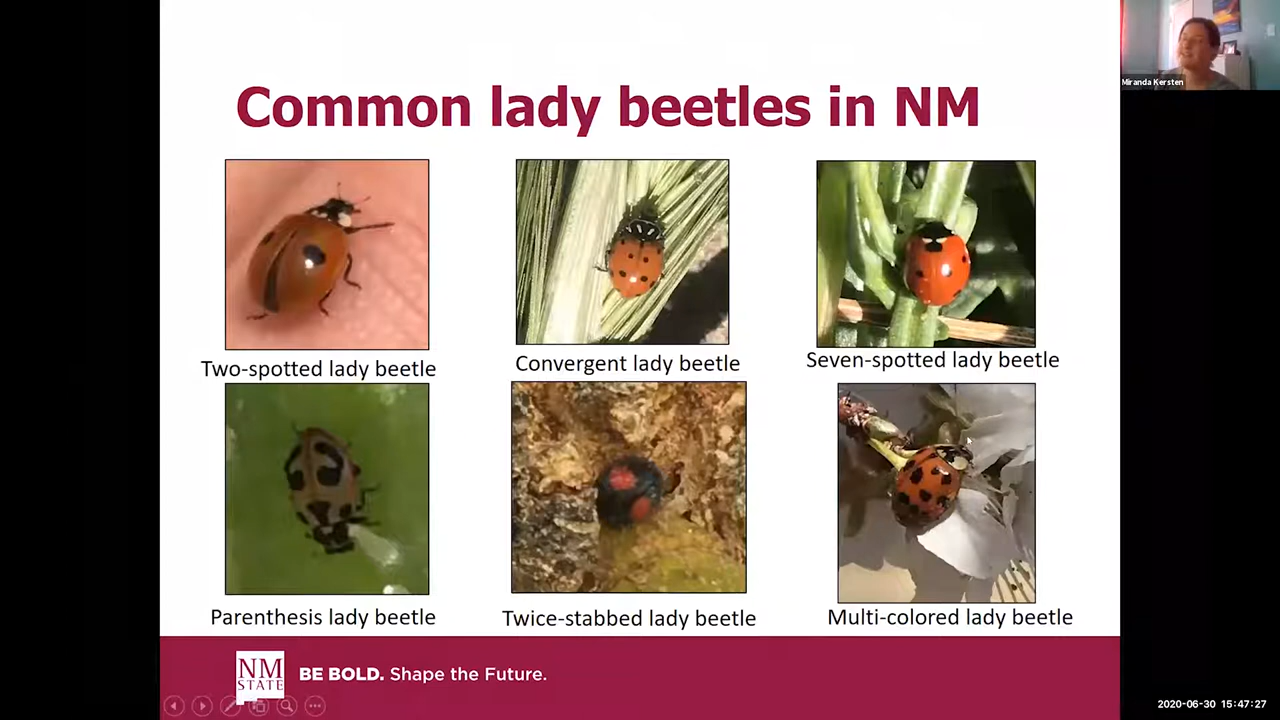 Common lady beetles in NM
Miranda Kersten
Two-spotted lady beetle
Convergent lady beetle
Seven-spotted lady beetle
Parenthesis lady beetle
Twice-stabbed lady beetle
Multi-colored lady beetle
NM
STATE
BE BOLD. Shape the Future.
2020-06-30 15:47:27